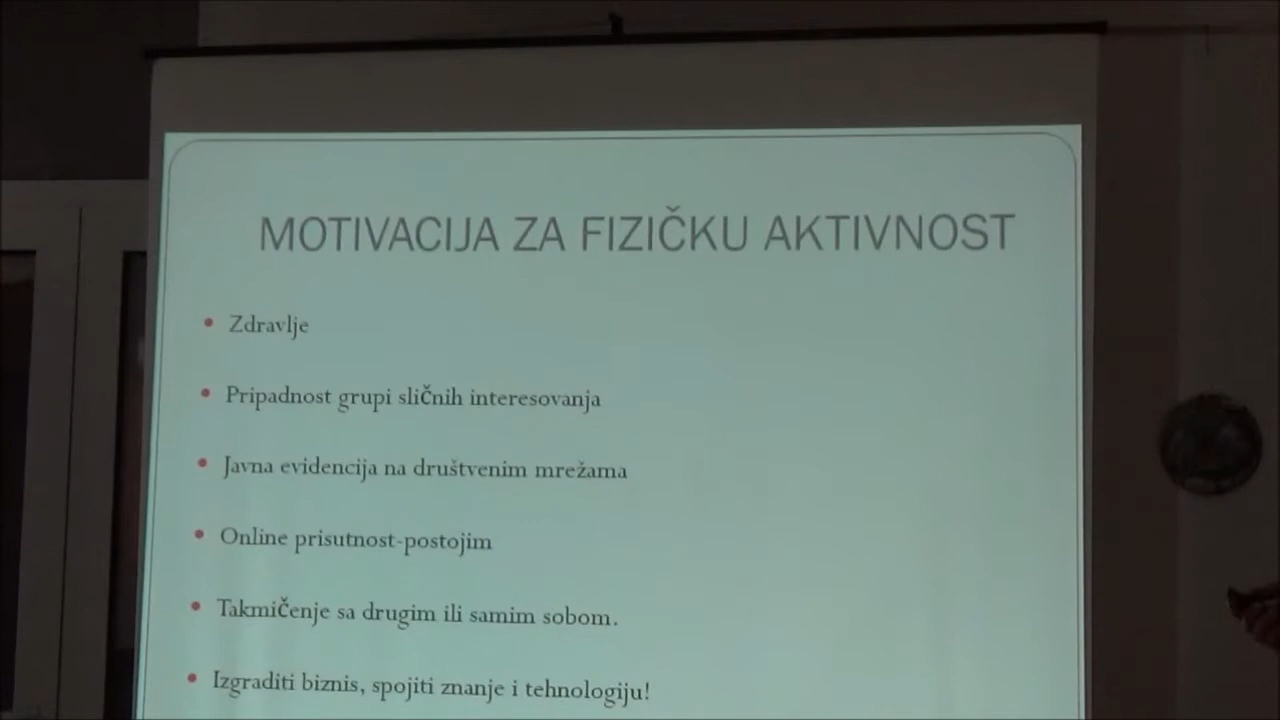 MOTIVACIJA ZA FIZIČKU AKTIVNOST
• Zdravlje
• Pripadnost grupi sličnih interesovanja
• Javna evidencija na društvenim mrežama
• Online prisutnost-postojim
• Takmičenje sa drugim ili samim sobom.
• Izgraditi biznis, spojiti znanje i tehnologiju!